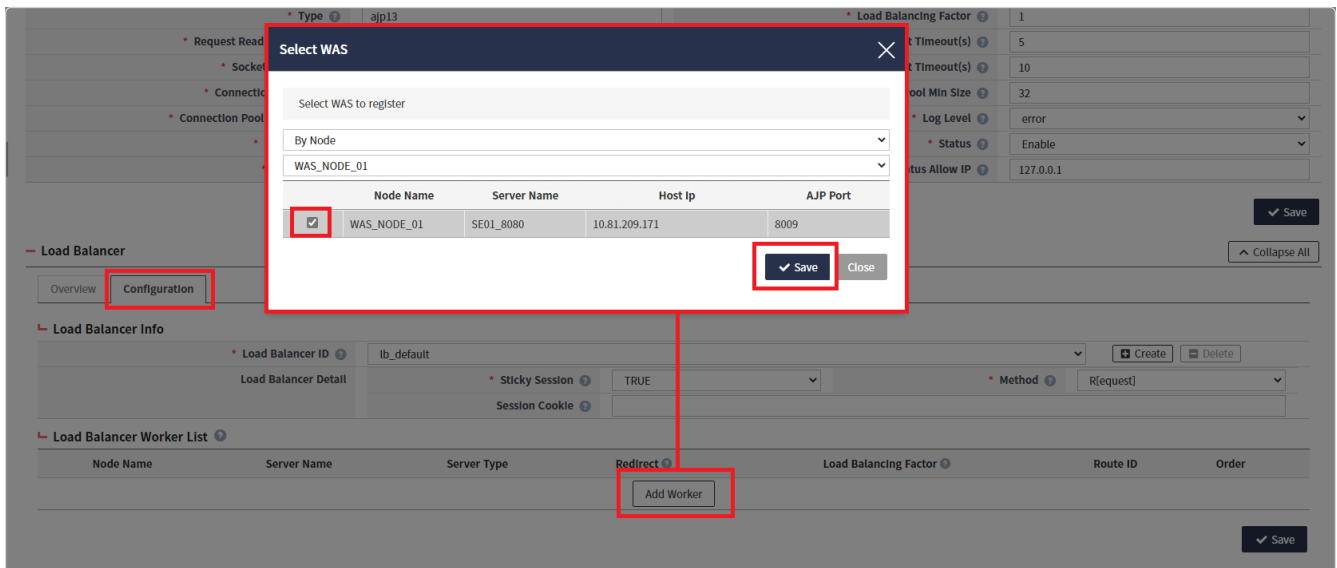 * Type ajp13 * Load Balancing Factor 1
* Request Read t Timeout(s) 5
* Socket t Timeout(s) 10
* Connectio ool Min Size 32
* Connection Pool * Log Level error
* * Status Enable
* tus Allow IP 127.0.0.1
Save
Select WAS
Select WAS to register
By Node
WAS_NODE_01
Node Name Server Name Host Ip AJP Port
WAS_NODE_01 SE01_8080 10.81.209.171 8009
Save Close
Load Balancer Collapse All
Overview Configuration
Load Balancer Info
* Load Balancer ID lb_default Create Delete
Load Balancer Detail * Sticky Session TRUE * Method R[equest]
Session Cookie
Load Balancer Worker List
Node Name Server Name Server Type Redirect Load Balancing Factor Route ID Order
Add Worker
Save